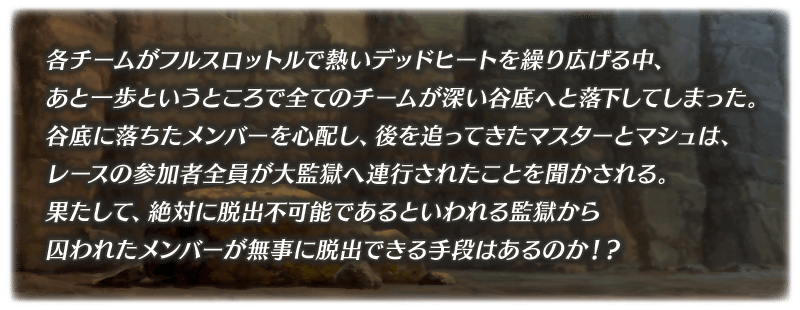 各チームがフルスロットルで熱いデッドヒートを繰り広げる中、
あと一歩というところで全てのチームが深い谷底へと落下してしまった。
谷底に落ちたメンバーを心配し、後を追ってきたマスターとマシュは、
レースの参加者全員が大監獄へ連行されたことを聞かされる。
果たして、絶対に脱出不可能であるといわれる監獄から
囚われたメンバーが無事に脱出できる手段はあるのか！？